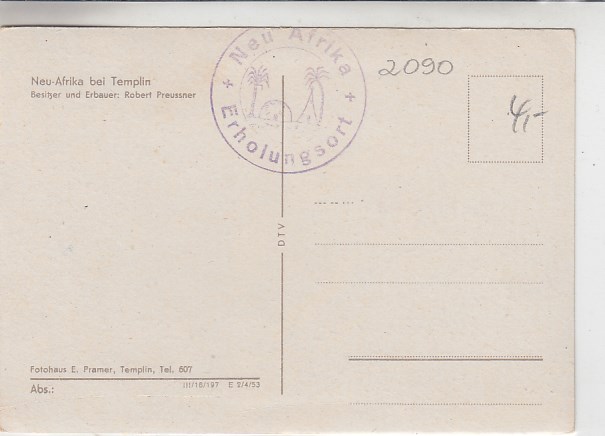 Neu-Afrika bei Templin
Besitzer und Erbauer: Robert Preussner
+ Neu Afrika +
Erholungsort
2090
4,-
DTV
Fotohaus E. Pramer, Templin, Tel. 607
III/18/197 E 2/4/53
Abs.: